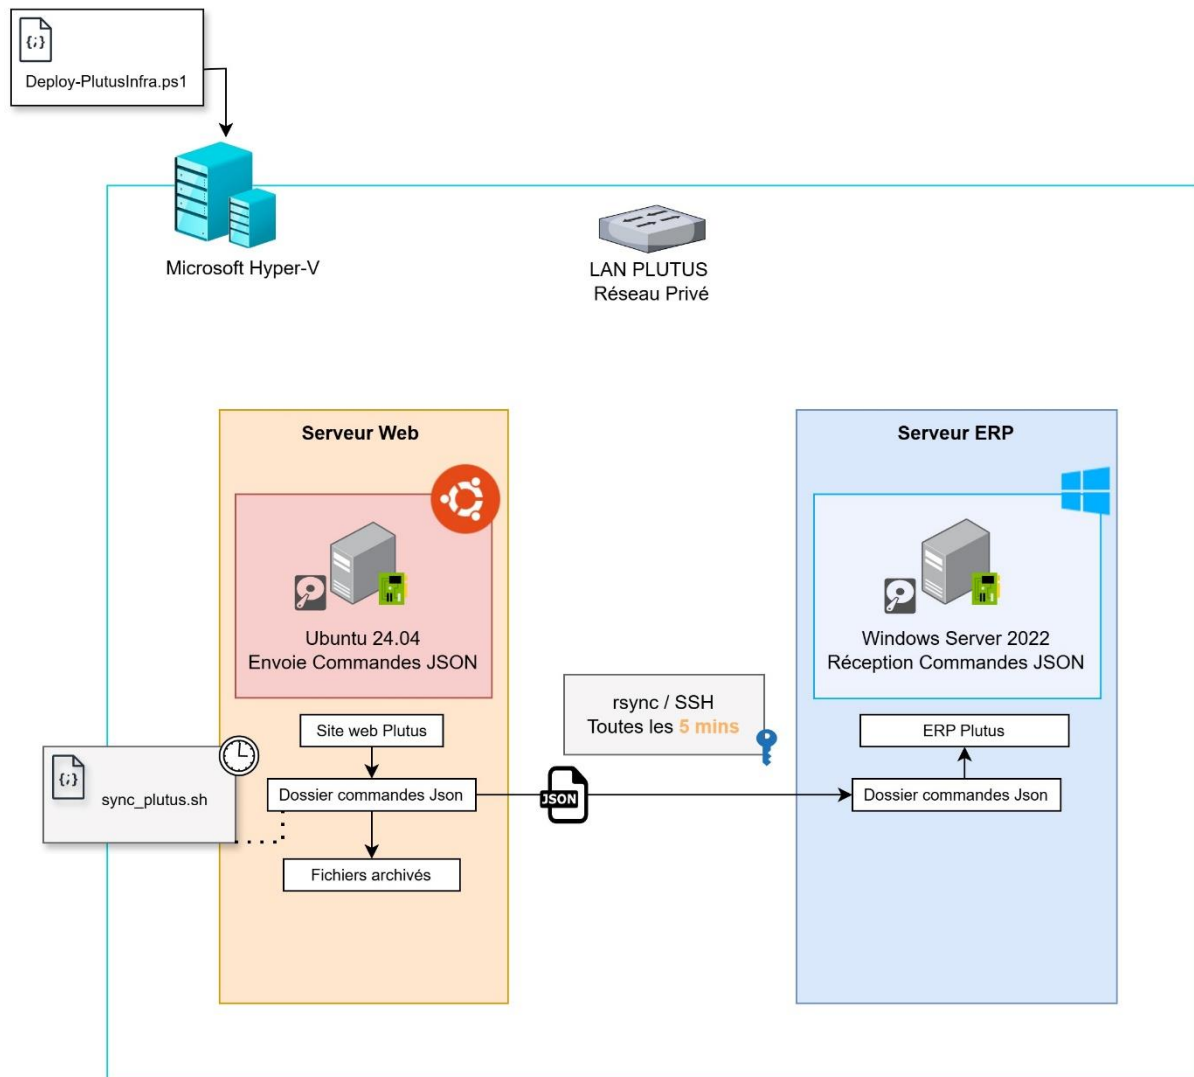 {;}
Deploy-PlutusInfra.ps1
Microsoft Hyper-V
LAN PLUTUS
Réseau Privé
Serveur Web
Ubuntu 24.04
Envoie Commandes JSON
Site web Plutus
{;}
sync_plutus.sh
Dossier commandes Json
Fichiers archivés
rsync / SSH
Toutes les 5 mins
JSON
Serveur ERP
Windows Server 2022
Réception Commandes JSON
ERP Plutus
Dossier commandes Json